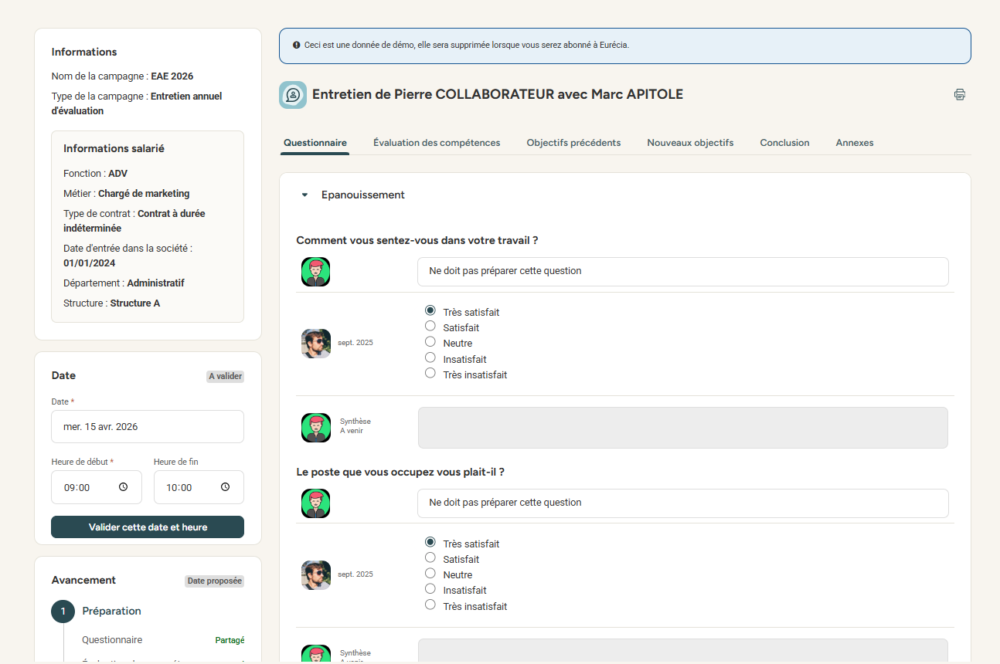 Informations
Nom de la campagne : EAE 2026
Type de la campagne : Entretien annuel
d'évaluation
Informations salarié
Fonction : ADV
Métier : Chargé de marketing
Type de contrat : Contrat à durée
indéterminée
Date d'entrée dans la société :
01/01/2024
Département : Administratif
Structure : Structure A
Date
A valider
Date *
mer. 15 avr. 2026
Heure de début *
Heure de fin
09:00
10:00
Valider cette date et heure
Avancement
Date proposée
1
Préparation
Questionnaire
Partagé
Ceci est une donnée de démo, elle sera supprimée lorsque vous serez abonné à Eurécia.
Entretien de Pierre COLLABORATEUR avec Marc APITOLE
Questionnaire
Évaluation des compétences
Objectifs précédents
Nouveaux objectifs
Conclusion
Annexes
Epanouissement
Comment vous sentez-vous dans votre travail ?
Ne doit pas préparer cette question
sept. 2025
Très satisfait
Satisfait
Neutre
Insatisfait
Très insatisfait
Synthèse
A venir
Le poste que vous occupez vous plait-il ?
Ne doit pas préparer cette question
sept. 2025
Très satisfait
Satisfait
Neutre
Insatisfait
Très insatisfait
Synthèse
A venir